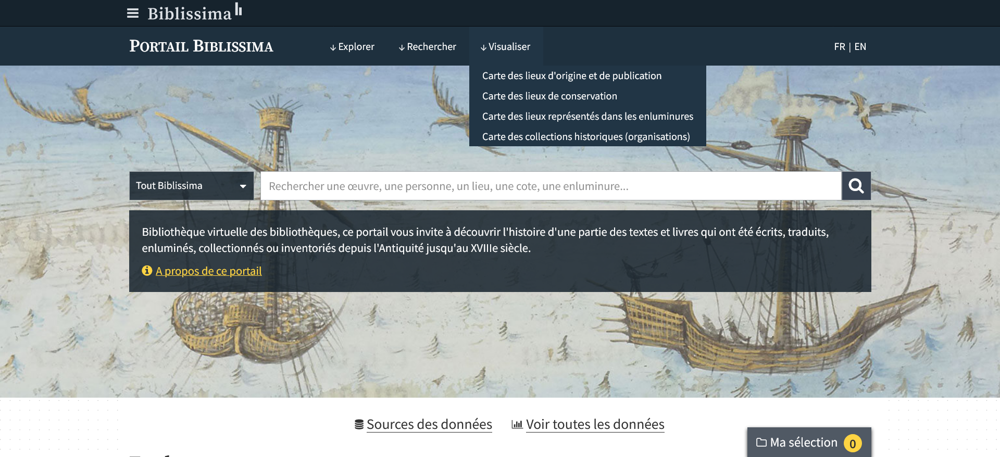 Biblissima
PORTAIL BIBLISSIMA
Explorer
Rechercher
Visualiser
FR | EN
Carte des lieux d'origine et de publication
Carte des lieux de conservation
Carte des lieux représentés dans les enluminures
Carte des collections historiques (organisations)
Tout Biblissima
Rechercher une œuvre, une personne, un lieu, une cote, une enluminure...
Bibliothèque virtuelle des bibliothèques, ce portail vous invite à découvrir l'histoire d'une partie des textes et livres qui ont été écrits, traduits,
enluminés, collectionnés ou inventoriés depuis l'Antiquité jusqu'au XVIIIe siècle.
A propos de ce portail
Sources des données
Voir toutes les données
Ma sélection 0